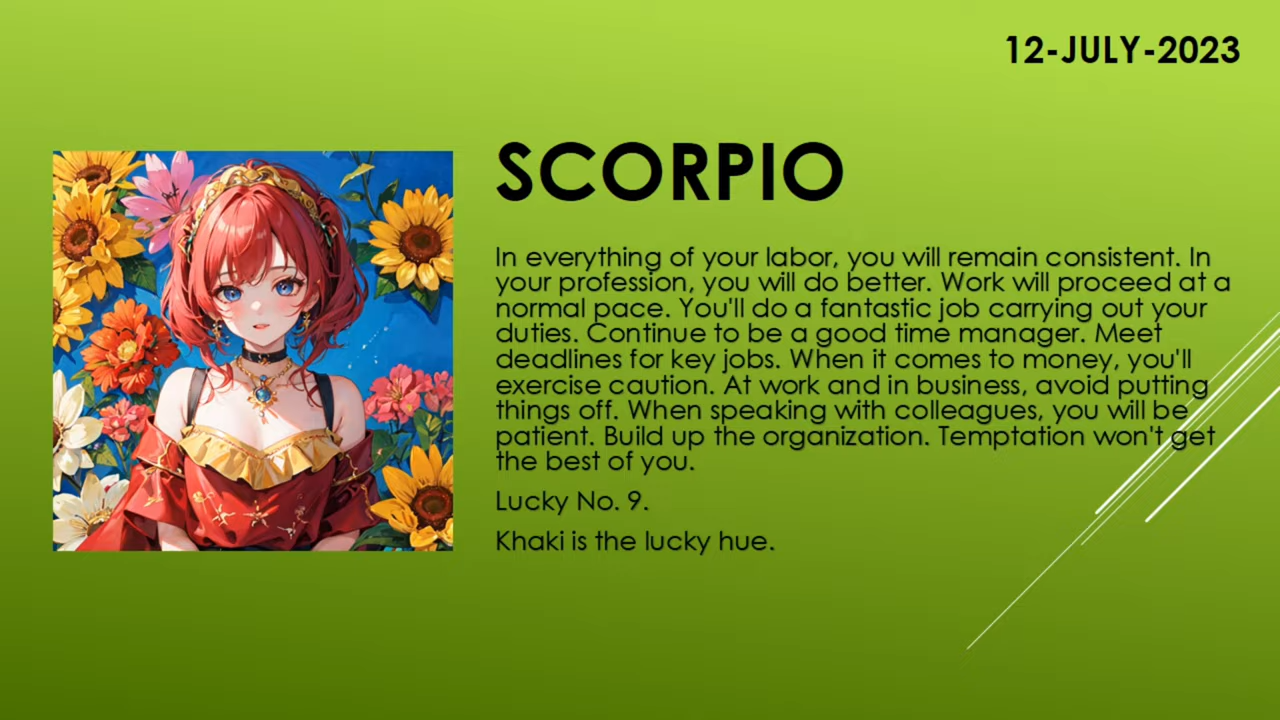 12-JULY-2023
SCORPIO
In everything of your labor, you will remain consistent. In
your profession, you will do better. Work will proceed at a
normal pace. You'll do a fantastic job carrying out your
duties. Continue to be a good time manager. Meet
deadlines for key jobs. When it comes to money, you'll
exercise caution. At work and in business, avoid putting
things off. When speaking with colleagues, you will be
patient. Build up the organization. Temptation won't get
the best of you.
Lucky No. 9.
Khaki is the lucky hue.